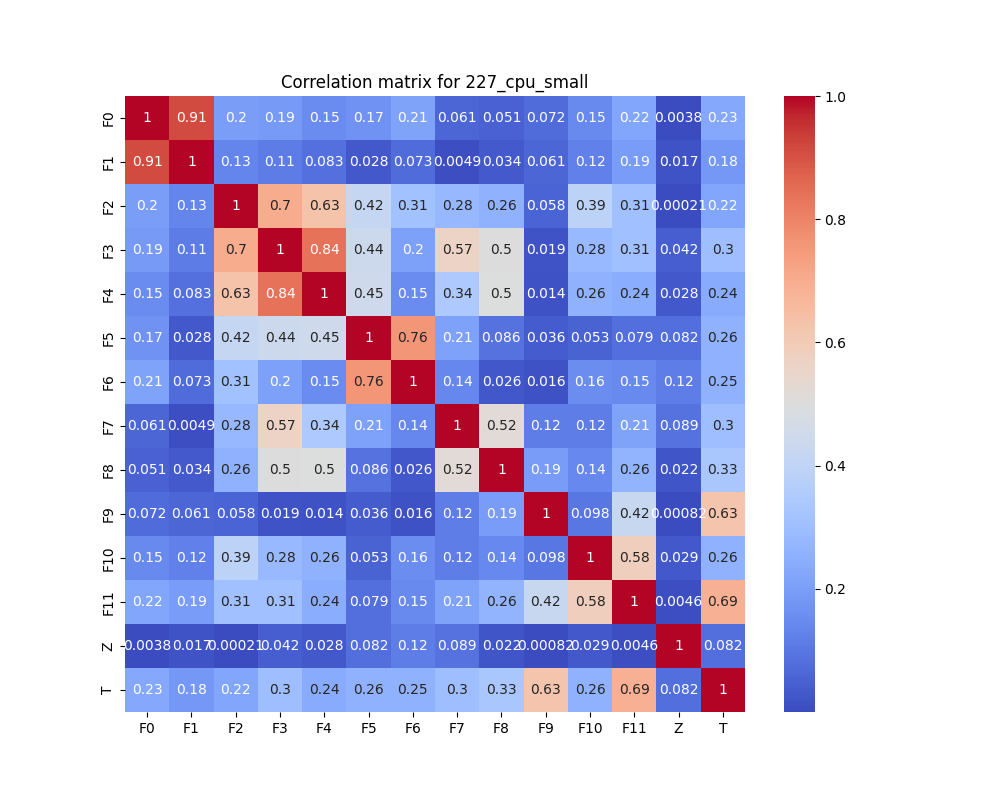 Correlation matrix for 227_cpu_small
F0 1 0.91 0.2 0.19 0.15 0.17 0.21 0.061 0.051 0.072 0.15 0.22 0.0038 0.23
F1 0.91 1 0.13 0.11 0.083 0.028 0.073 0.0049 0.034 0.061 0.12 0.19 0.017 0.18
F2 0.2 0.13 1 0.7 0.63 0.42 0.31 0.28 0.26 0.058 0.39 0.31 0.00021 0.22
F3 0.19 0.11 0.7 1 0.84 0.44 0.2 0.57 0.5 0.019 0.28 0.31 0.042 0.3
F4 0.15 0.083 0.63 0.84 1 0.45 0.15 0.34 0.5 0.014 0.26 0.24 0.028 0.24
F5 0.17 0.028 0.42 0.44 0.45 1 0.76 0.21 0.086 0.036 0.053 0.079 0.082 0.26
F6 0.21 0.073 0.31 0.2 0.15 0.76 1 0.14 0.026 0.016 0.16 0.15 0.12 0.25
F7 0.061 0.0049 0.28 0.57 0.34 0.21 0.14 1 0.52 0.12 0.12 0.21 0.089 0.3
F8 0.051 0.034 0.26 0.5 0.5 0.086 0.026 0.52 1 0.19 0.14 0.26 0.022 0.33
F9 0.072 0.061 0.058 0.019 0.014 0.036 0.016 0.12 0.19 1 0.098 0.42 0.00082 0.63
F10 0.15 0.12 0.39 0.28 0.26 0.053 0.16 0.12 0.14 0.098 1 0.58 0.029 0.26
F11 0.22 0.19 0.31 0.31 0.24 0.079 0.15 0.21 0.26 0.42 0.58 1 0.0046 0.69
Z 0.0038 0.017 0.00021 0.042 0.028 0.082 0.12 0.089 0.022 0.00082 0.029 0.0046 1 0.082
T 0.23 0.18 0.22 0.3 0.24 0.26 0.25 0.3 0.33 0.63 0.26 0.69 0.082 1
F0 F1 F2 F3 F4 F5 F6 F7 F8 F9 F10 F11 Z T
1.0
0.8
0.6
0.4
0.2